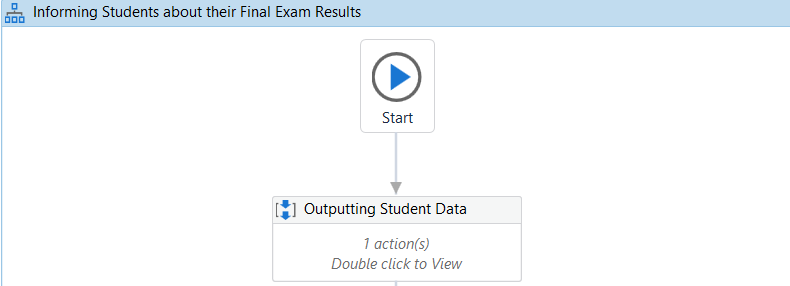 Informing Students about their Final Exam Results
Start
Outputting Student Data
1 action(s)
Double click to View